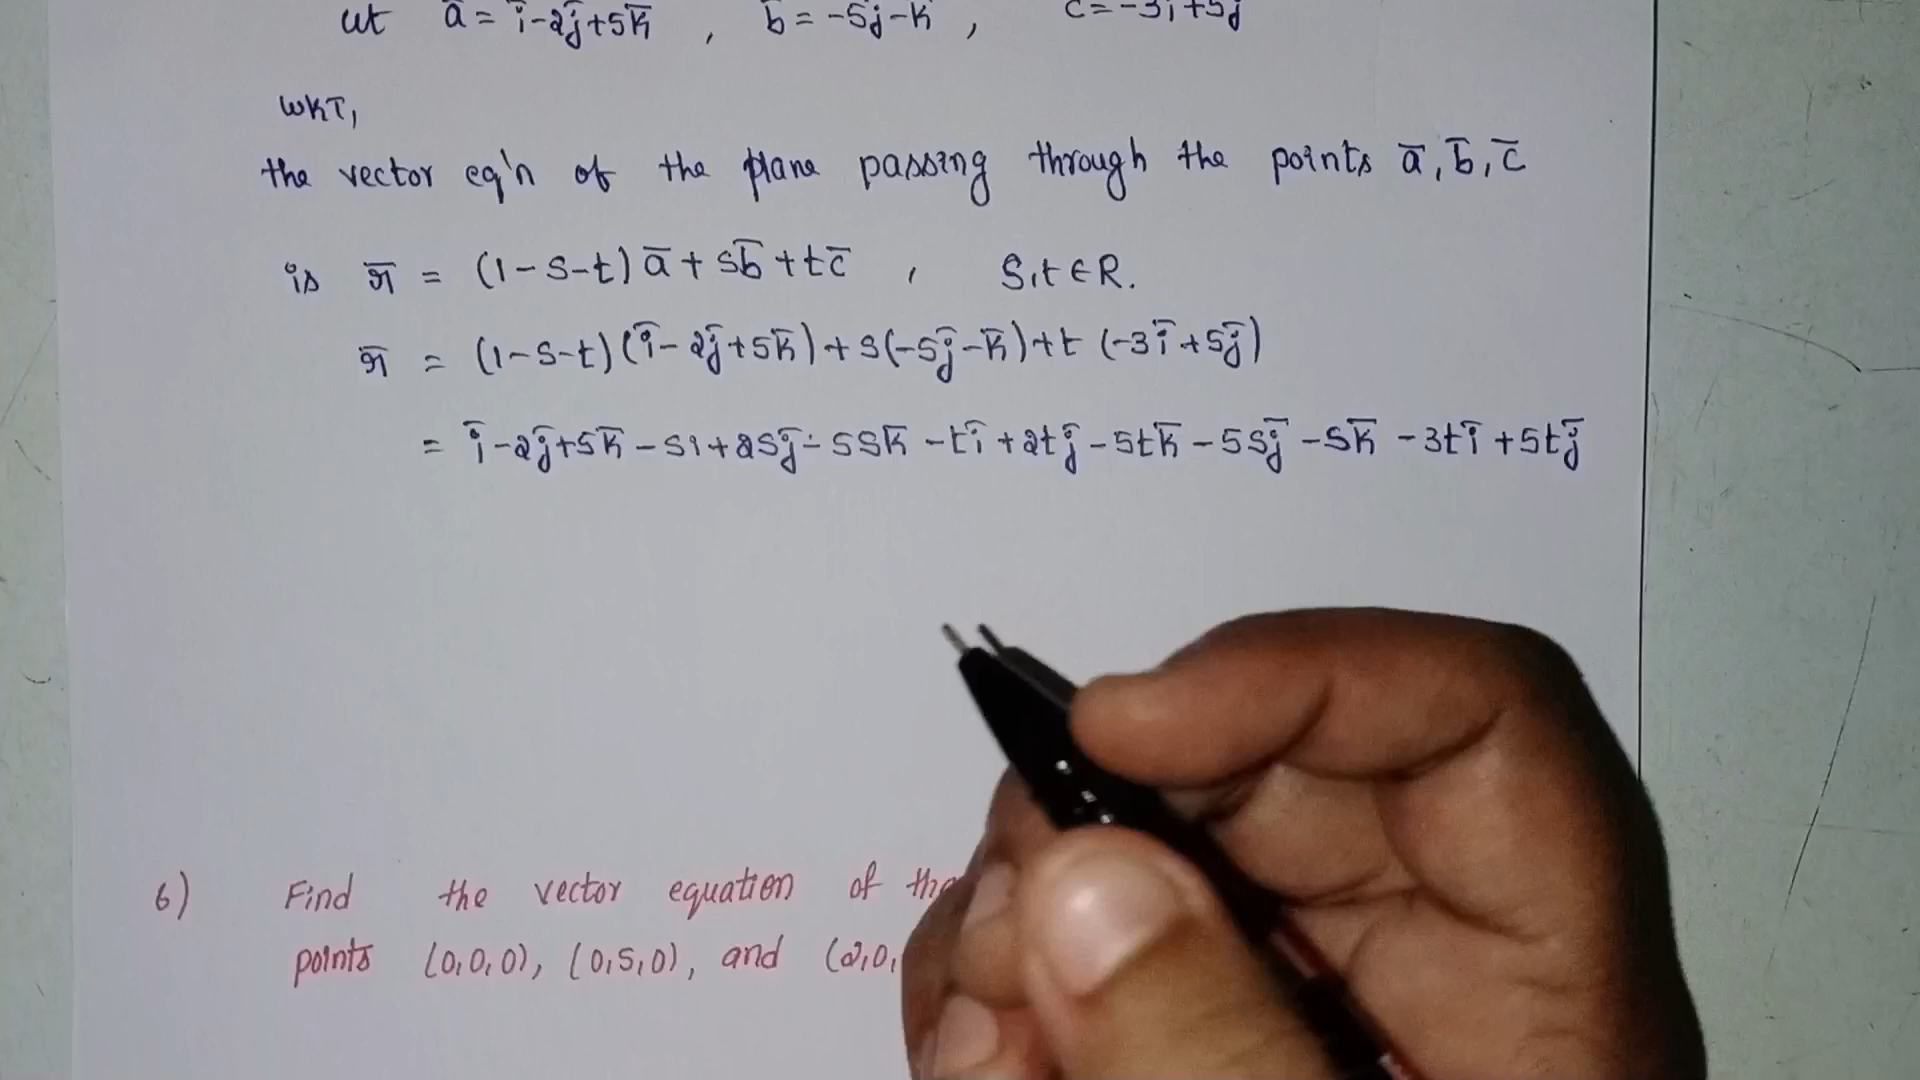 let a̅ = i̅-2j̅+5k̅ , b̅ = -5j̅-k̅ , c̅ = -3i̅+5j̅
WKT,
the vector eq'n of the plane passing through the points a̅, b̅, c̅
is r̅ = (1-s-t) a̅ + sb̅ + tc̅ , s,t ∈ R.
r̅ = (1-s-t) (i̅-2j̅+5k̅) + s(-5j̅-k̅) + t (-3i̅+5j̅)
= i̅-2j̅+5k̅ - si + 2sj̅ - 5sk̅ - ti̅ + 2tj̅ - 5tk̅ - 5sj̅ - sk̅ - 3ti̅ + 5tj̅
6) Find the vector equation of the
points (0,0,0), (0,5,0), and (2,0,